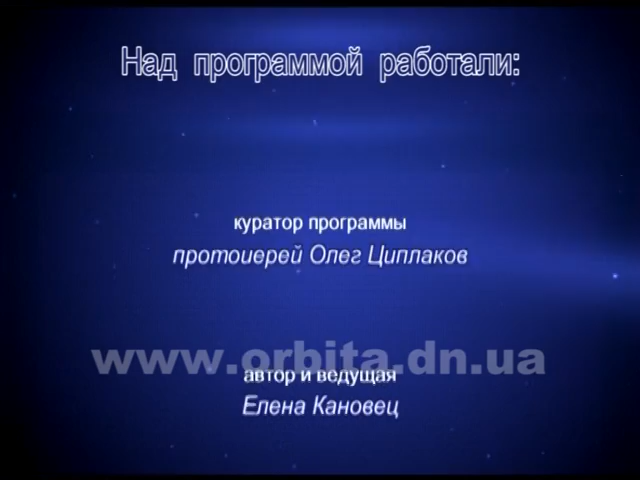 Над программой работали:
куратор программы
протоиерей Олег Циплаков
www.orbita.dn.ua
автор и ведущая
Елена Кановец